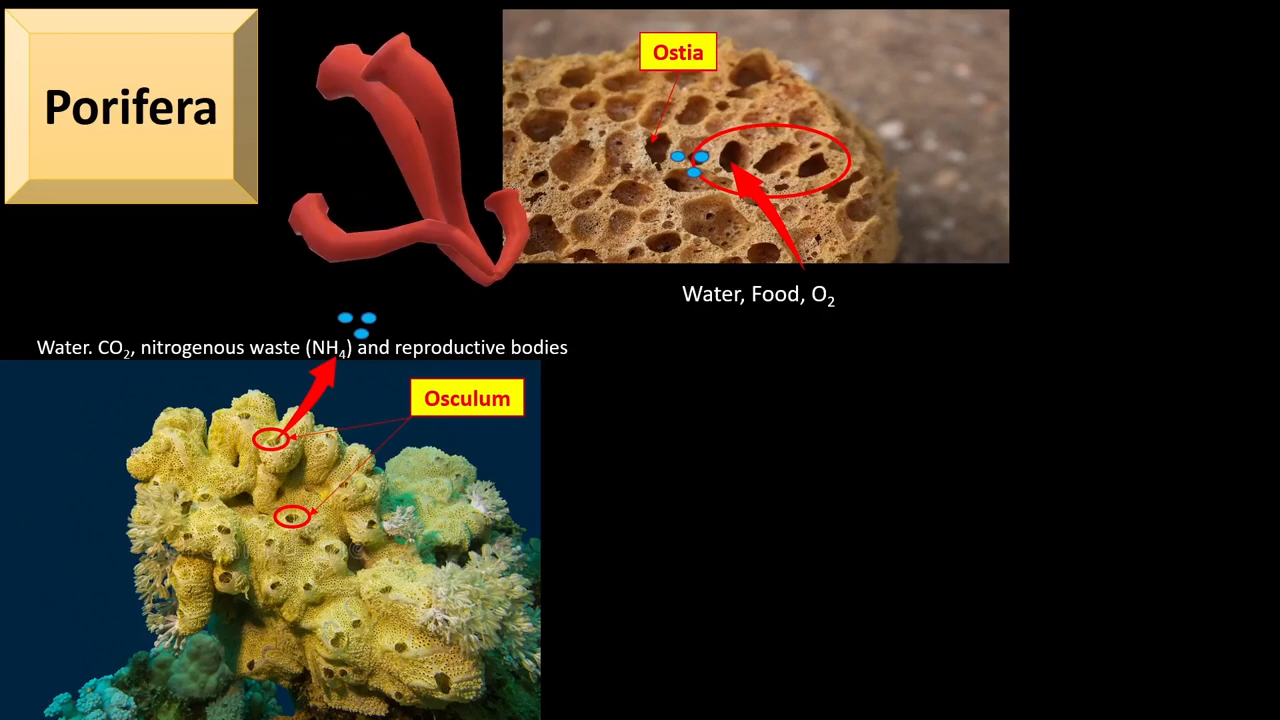 Porifera
Ostia
Water, Food, O₂
Water. CO₂, nitrogenous waste (NH₄) and reproductive bodies
Osculum